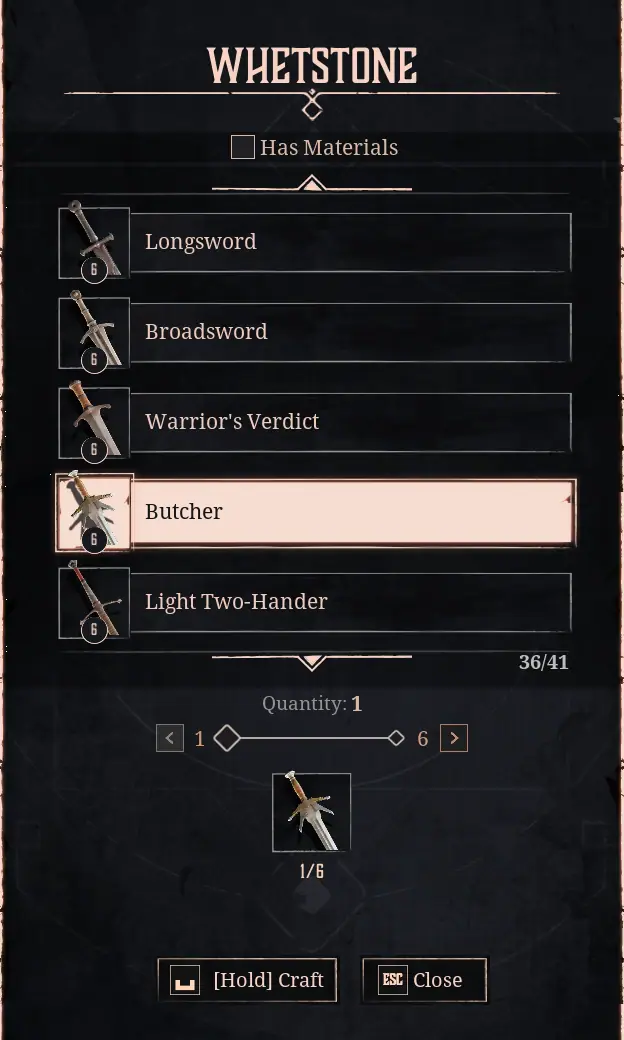 WHETSTONE
Has Materials
Longsword
6
Broadsword
6
Warrior's Verdict
6
Butcher
6
Light Two-Hander
6
36/41
Quantity: 1
1 6
1/6
[Hold] Craft ESC Close